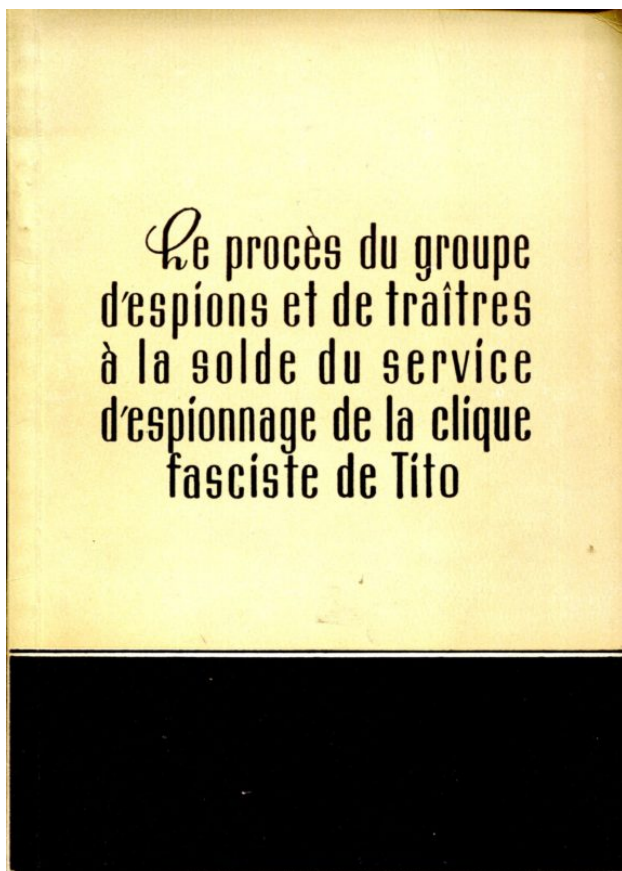 Le procès du groupe
d'espions et de traîtres
à la solde du service
d'espionnage de la clique
fasciste de Tito